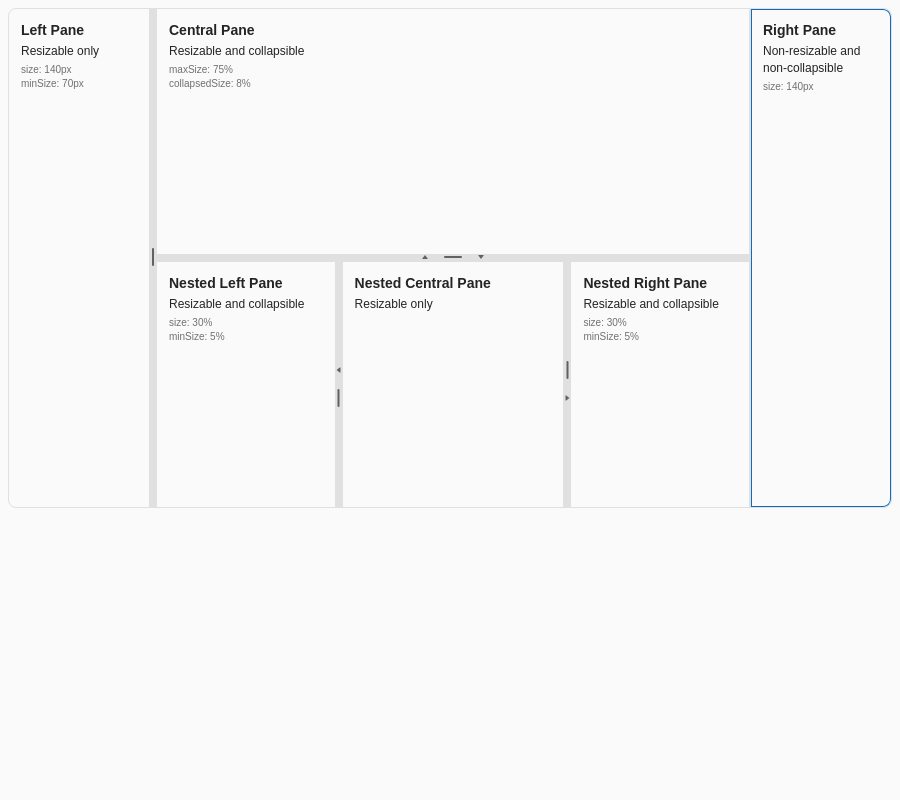 Left Pane
Resizable only
size: 140px
minSize: 70px
Central Pane
Resizable and collapsible
maxSize: 75%
collapsedSize: 8%
Nested Left Pane
Resizable and collapsible
size: 30%
minSize: 5%
Nested Central Pane
Resizable only
Nested Right Pane
Resizable and collapsible
size: 30%
minSize: 5%
Right Pane
Non-resizable and
non-collapsible
size: 140px